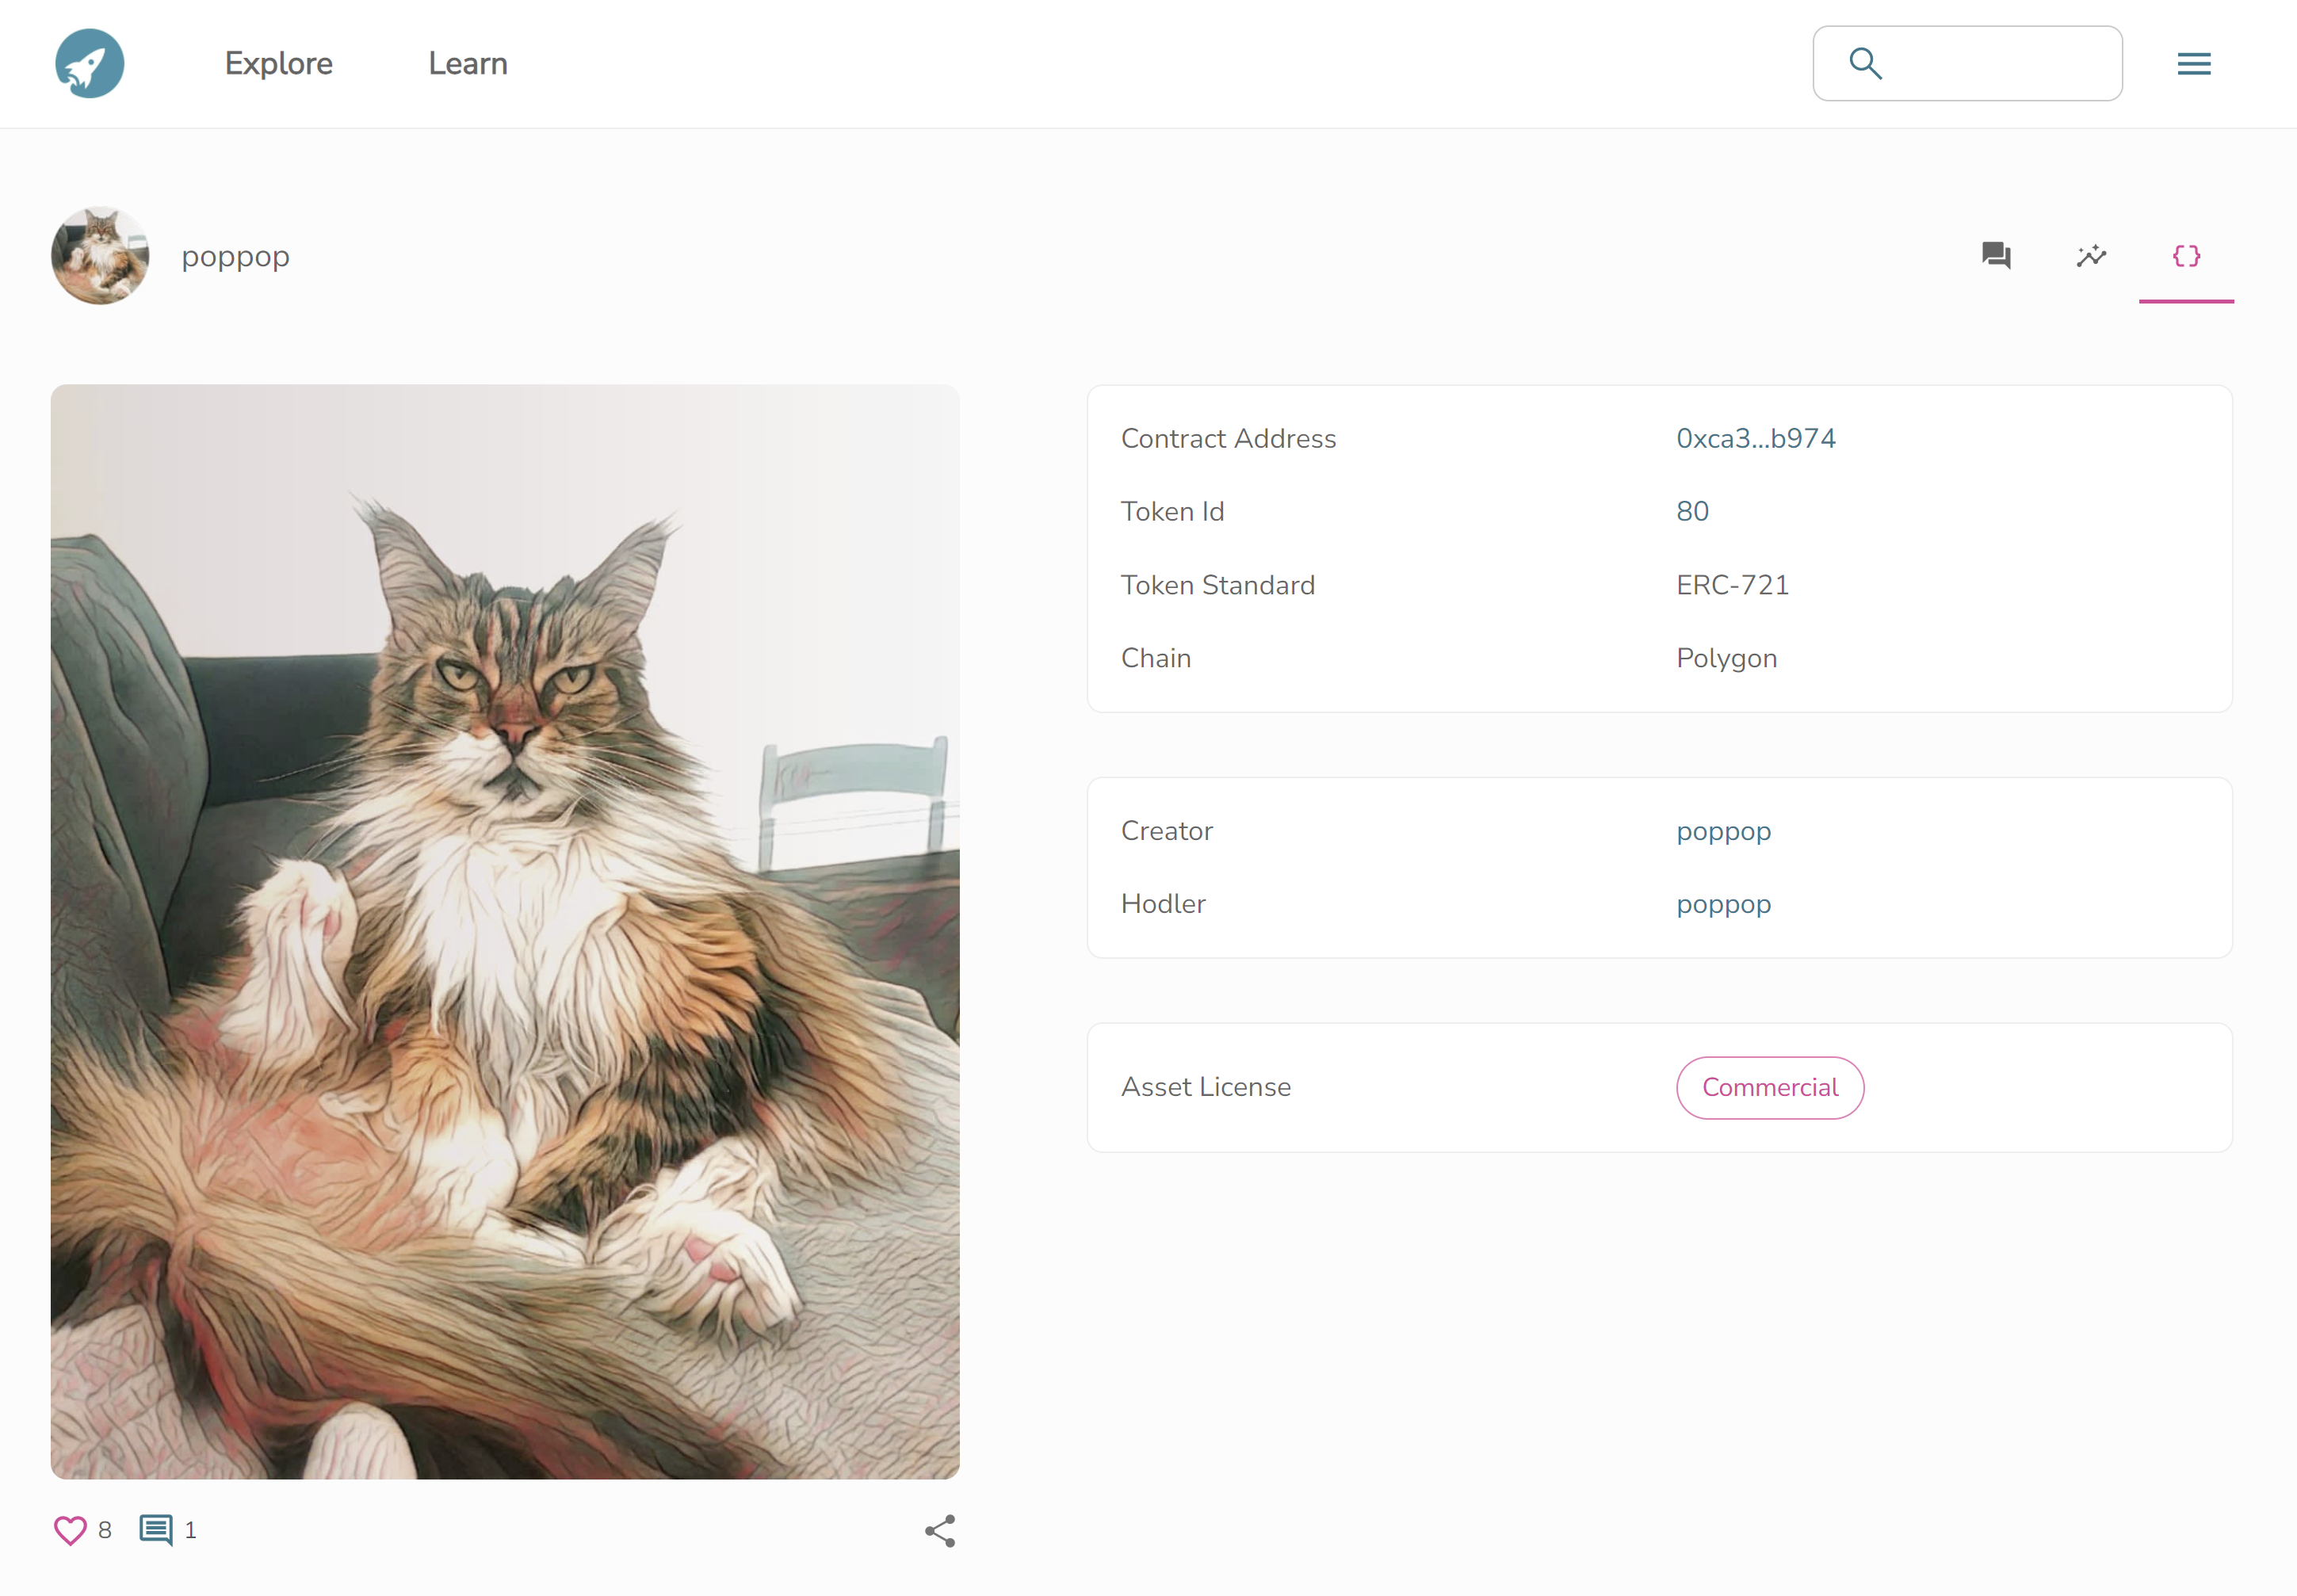 Explore Learn
poppop
Contract Address 0xca3...b974
Token Id 80
Token Standard ERC-721
Chain Polygon
Creator poppop
Hodler poppop
Asset License Commercial
8 1